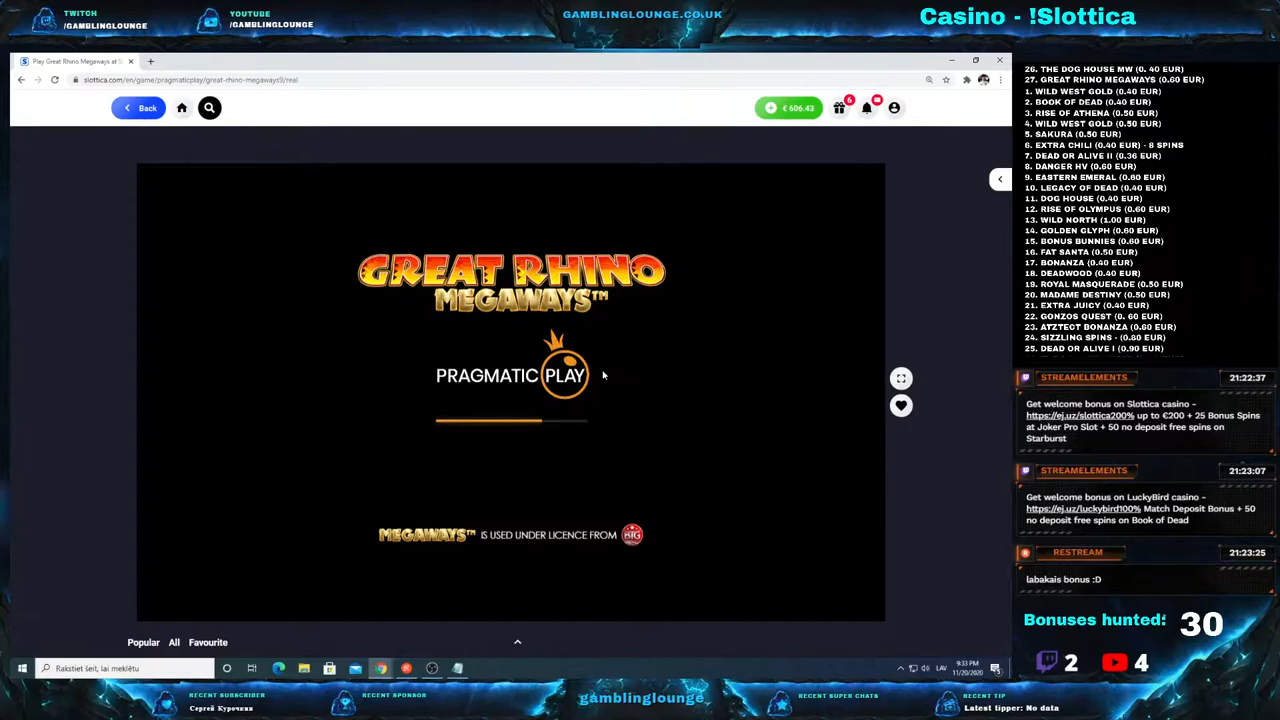 TWITCH
/GAMBLINGLOUNGE
YOUTUBE
/GAMBLINGLOUNGE
GAMBLINGLOUNGE.CO.UK
Casino - !Slottica
Play Great Rhino Megaways at S
slottica.com/en/game/pragmaticplay/great-rhino-megaways9/real
Back
€ 606.43
6
GREAT RHINO
MEGAWAYS™
PRAGMATIC PLAY
MEGAWAYS™ IS USED UNDER LICENCE FROM BIG
Popular All Favourite
26. THE DOG HOUSE MW (0. 40 EUR)
27. GREAT RHINO MEGAWAYS (0.60 EUR)
1. WILD WEST GOLD (0.40 EUR)
2. BOOK OF DEAD (0.40 EUR)
3. RISE OF ATHENA (0.50 EUR)
4. WILD WEST GOLD (0.50 EUR)
5. SAKURA (0.50 EUR)
6. EXTRA CHILI (0.40 EUR) - 8 SPINS
7. DEAD OR ALIVE II (0.36 EUR)
8. DANGER HV (0.60 EUR)
9. EASTERN EMERAL (0.60 EUR)
10. LEGACY OF DEAD (0.40 EUR)
11. DOG HOUSE (0.40 EUR)
12. RISE OF OLYMPUS (0.60 EUR)
13. WILD NORTH (1.00 EUR)
14. GOLDEN GLYPH (0.60 EUR)
15. BONUS BUNNIES (0.60 EUR)
16. FAT SANTA (0.50 EUR)
17. BONANZA (0.40 EUR)
18. DEADWOOD (0.40 EUR)
19. ROYAL MASQUERADE (0.50 EUR)
20. MADAME DESTINY (0.50 EUR)
21. EXTRA JUICY (0.40 EUR)
22. GONZOS QUEST (0. 60 EUR)
23. ATZTECT BONANZA (0.60 EUR)
24. SIZZLING SPINS - (0.80 EUR)
25. DEAD OR ALIVE I (0.90 EUR)
STREAMELEMENTS 21:22:37
Get welcome bonus on Slottica casino -
https://ej.uz/slottica200% up to €200 + 25 Bonus Spins
at Joker Pro Slot + 50 no deposit free spins on
Starburst
STREAMELEMENTS 21:23:07
Get welcome bonus on LuckyBird casino -
https://ej.uz/luckybird100% Match Deposit Bonus + 50
no deposit free spins on Book of Dead
RESTREAM 21:23:25
labakais bonus :D
Bonuses hunted! 30
2 4
Rakstiet šeit, lai meklētu
LAV
9:33 PM
11/20/2020
RECENT SUBSCRIBER
Сергей Курочкин
RECENT SPONSOR
gamblinglounge
RECENT SUPER CHATS
RECENT TIP
Latest tipper: No data